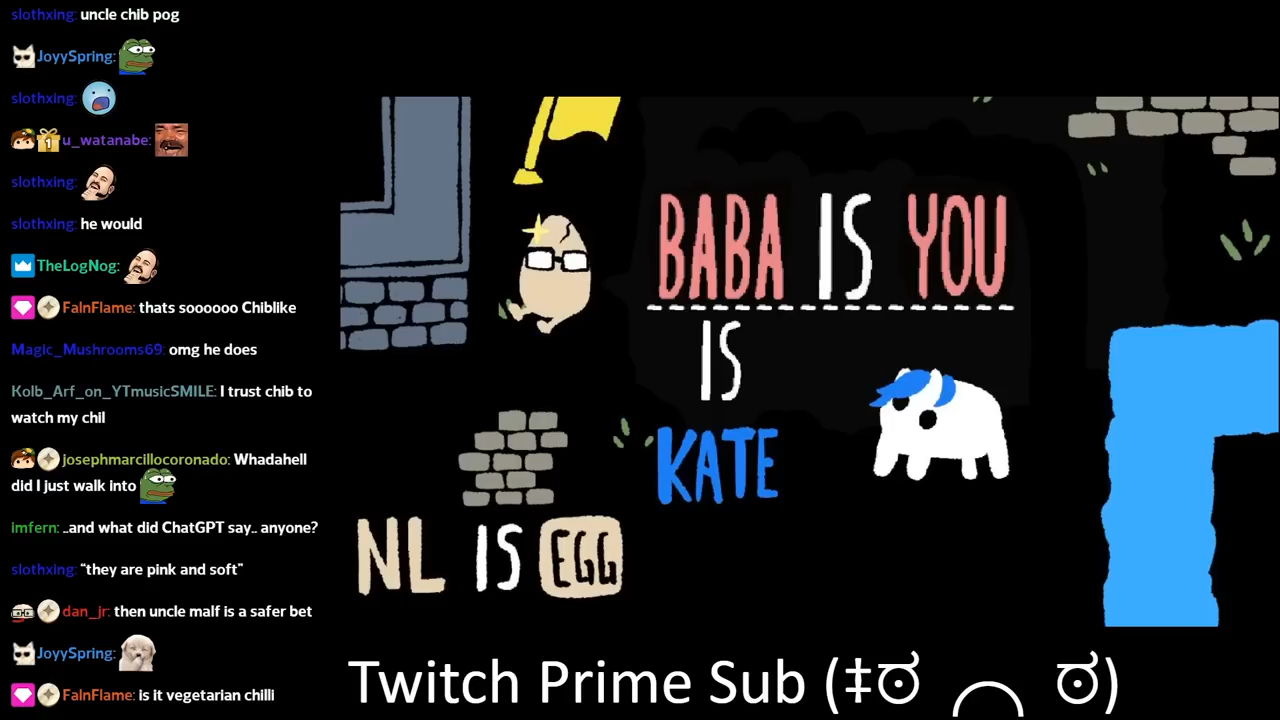 slothxing: uncle chib pog
JoyySpring:
slothxing:
1 u_watanabe:
slothxing:
slothxing: he would
TheLogNog:
FalnFlame: thats soooooo Chiblike
Magic_Mushrooms69: omg he does
Kolb_Arf_on_YTmusicSMILE: I trust chib to
watch my chil
josephmarcillocoronado: Whadahell
did I just walk into
imfern: ..and what did ChatGPT say.. anyone?
slothxing: “they are pink and soft”
dan_jr: then uncle malf is a safer bet
JoyySpring:
FalnFlame: is it vegetarian chilli
BABA IS YOU
IS
KATE
NL IS EGG
Twitch Prime Sub (‡ಠ ⁀ ಠ)